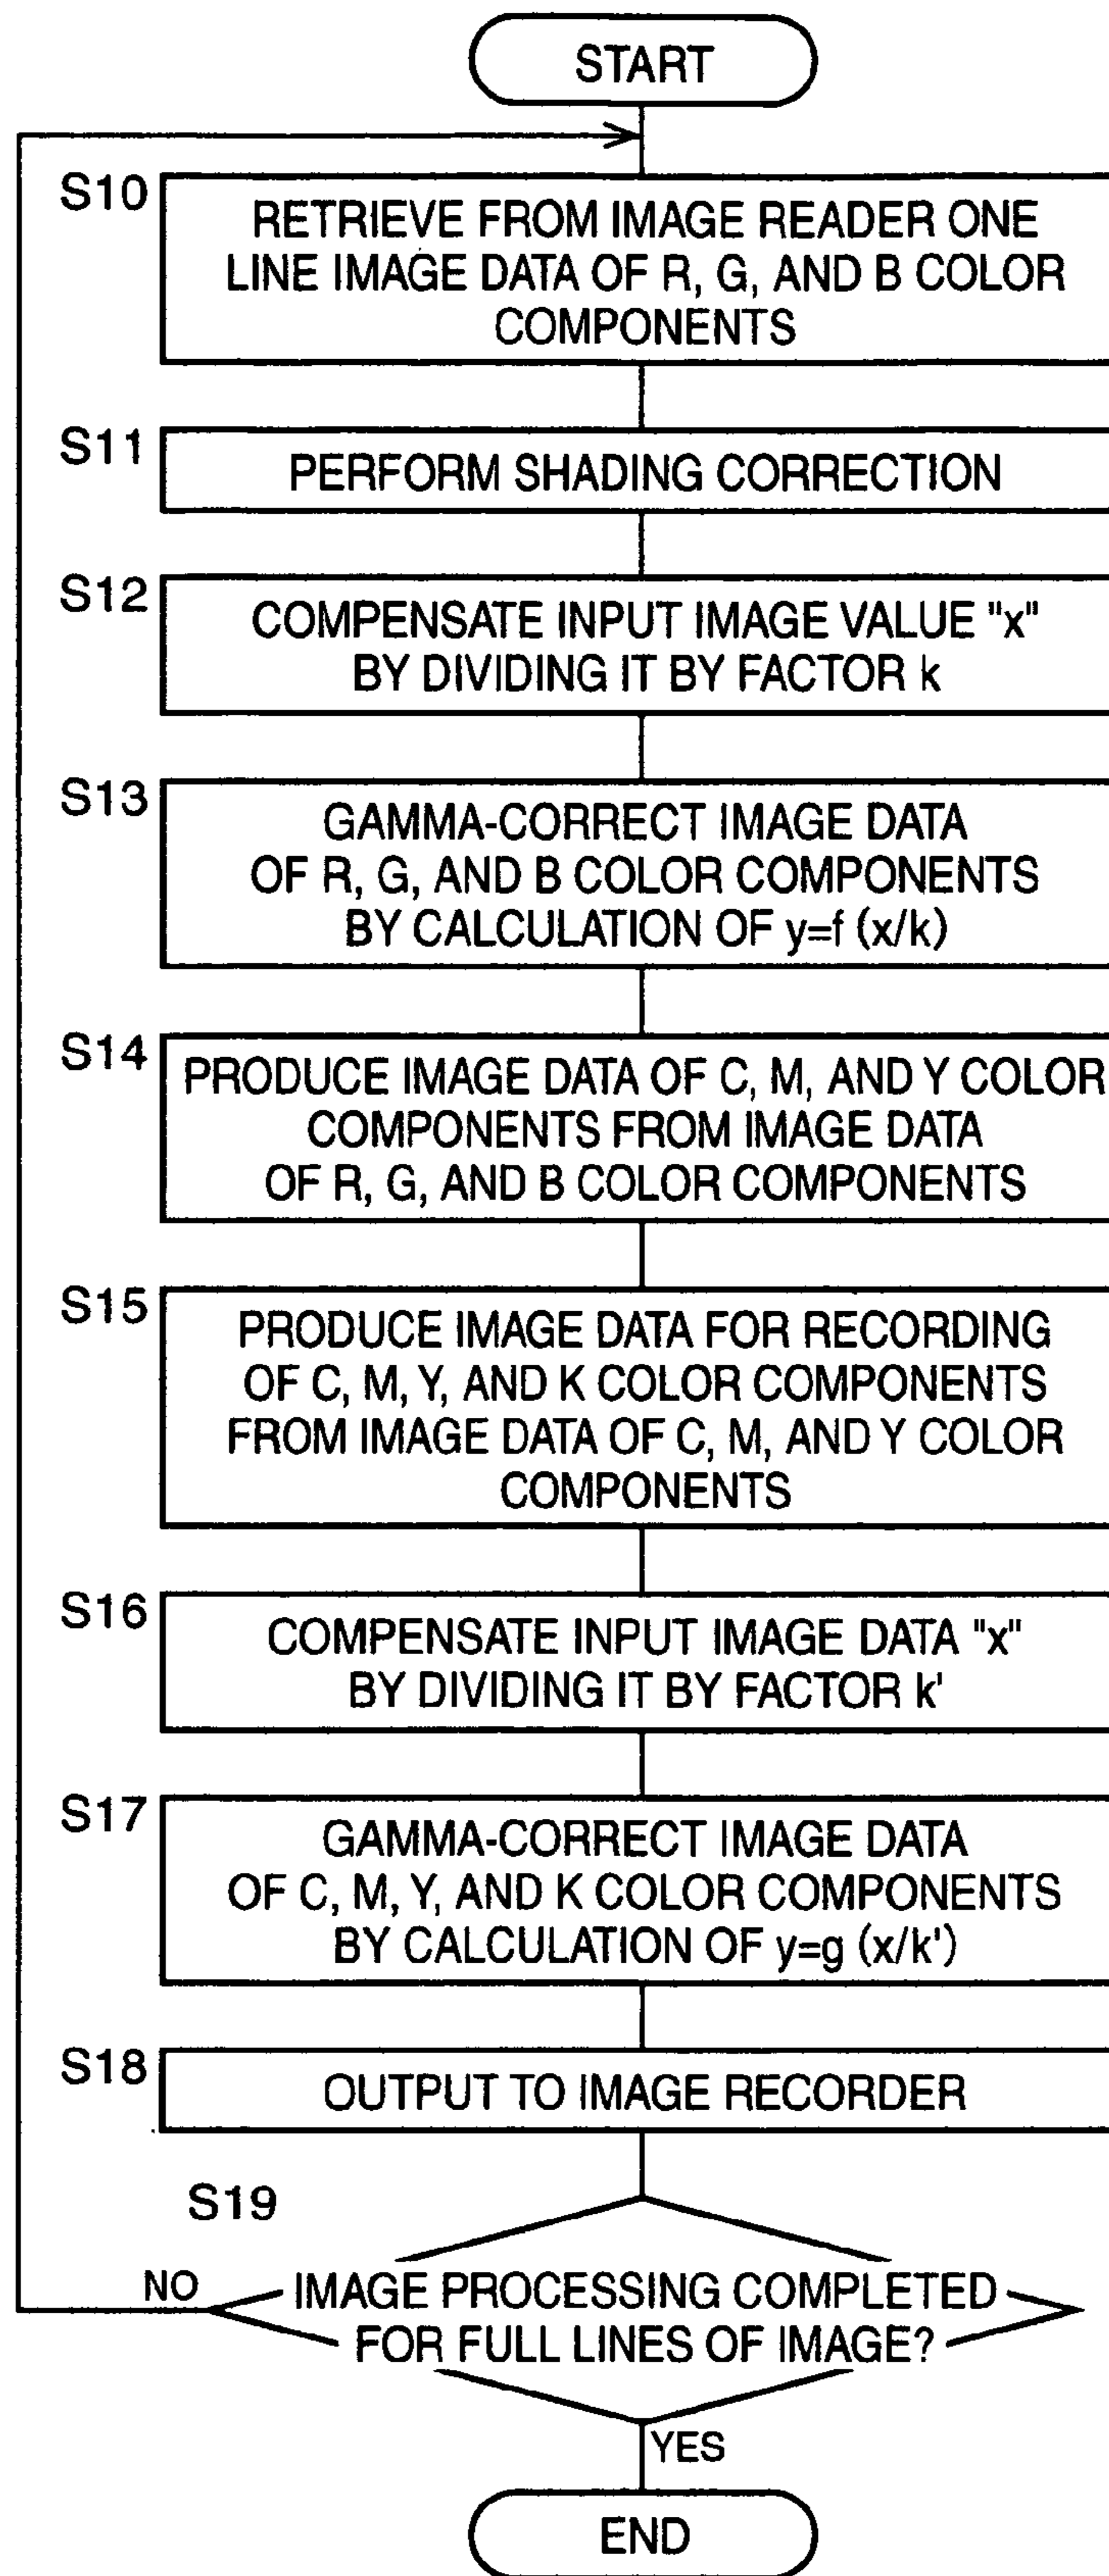 START
S10
RETRIEVE FROM IMAGE READER ONE
LINE IMAGE DATA OF R, G, AND B COLOR
COMPONENTS
S11
PERFORM SHADING CORRECTION
S12
COMPENSATE INPUT IMAGE VALUE "x"
BY DIVIDING IT BY FACTOR k
S13
GAMMA-CORRECT IMAGE DATA
OF R, G, AND B COLOR COMPONENTS
BY CALCULATION OF y=f (x/k)
S14
PRODUCE IMAGE DATA OF C, M, AND Y COLOR
COMPONENTS FROM IMAGE DATA
OF R, G, AND B COLOR COMPONENTS
S15
PRODUCE IMAGE DATA FOR RECORDING
OF C, M, Y, AND K COLOR COMPONENTS
FROM IMAGE DATA OF C, M, AND Y COLOR
COMPONENTS
S16
COMPENSATE INPUT IMAGE DATA "x"
BY DIVIDING IT BY FACTOR k'
S17
GAMMA-CORRECT IMAGE DATA
OF C, M, Y, AND K COLOR COMPONENTS
BY CALCULATION OF y=g (x/k')
S18
OUTPUT TO IMAGE RECORDER
S19
NO
IMAGE PROCESSING COMPLETED
FOR FULL LINES OF IMAGE?
YES
END